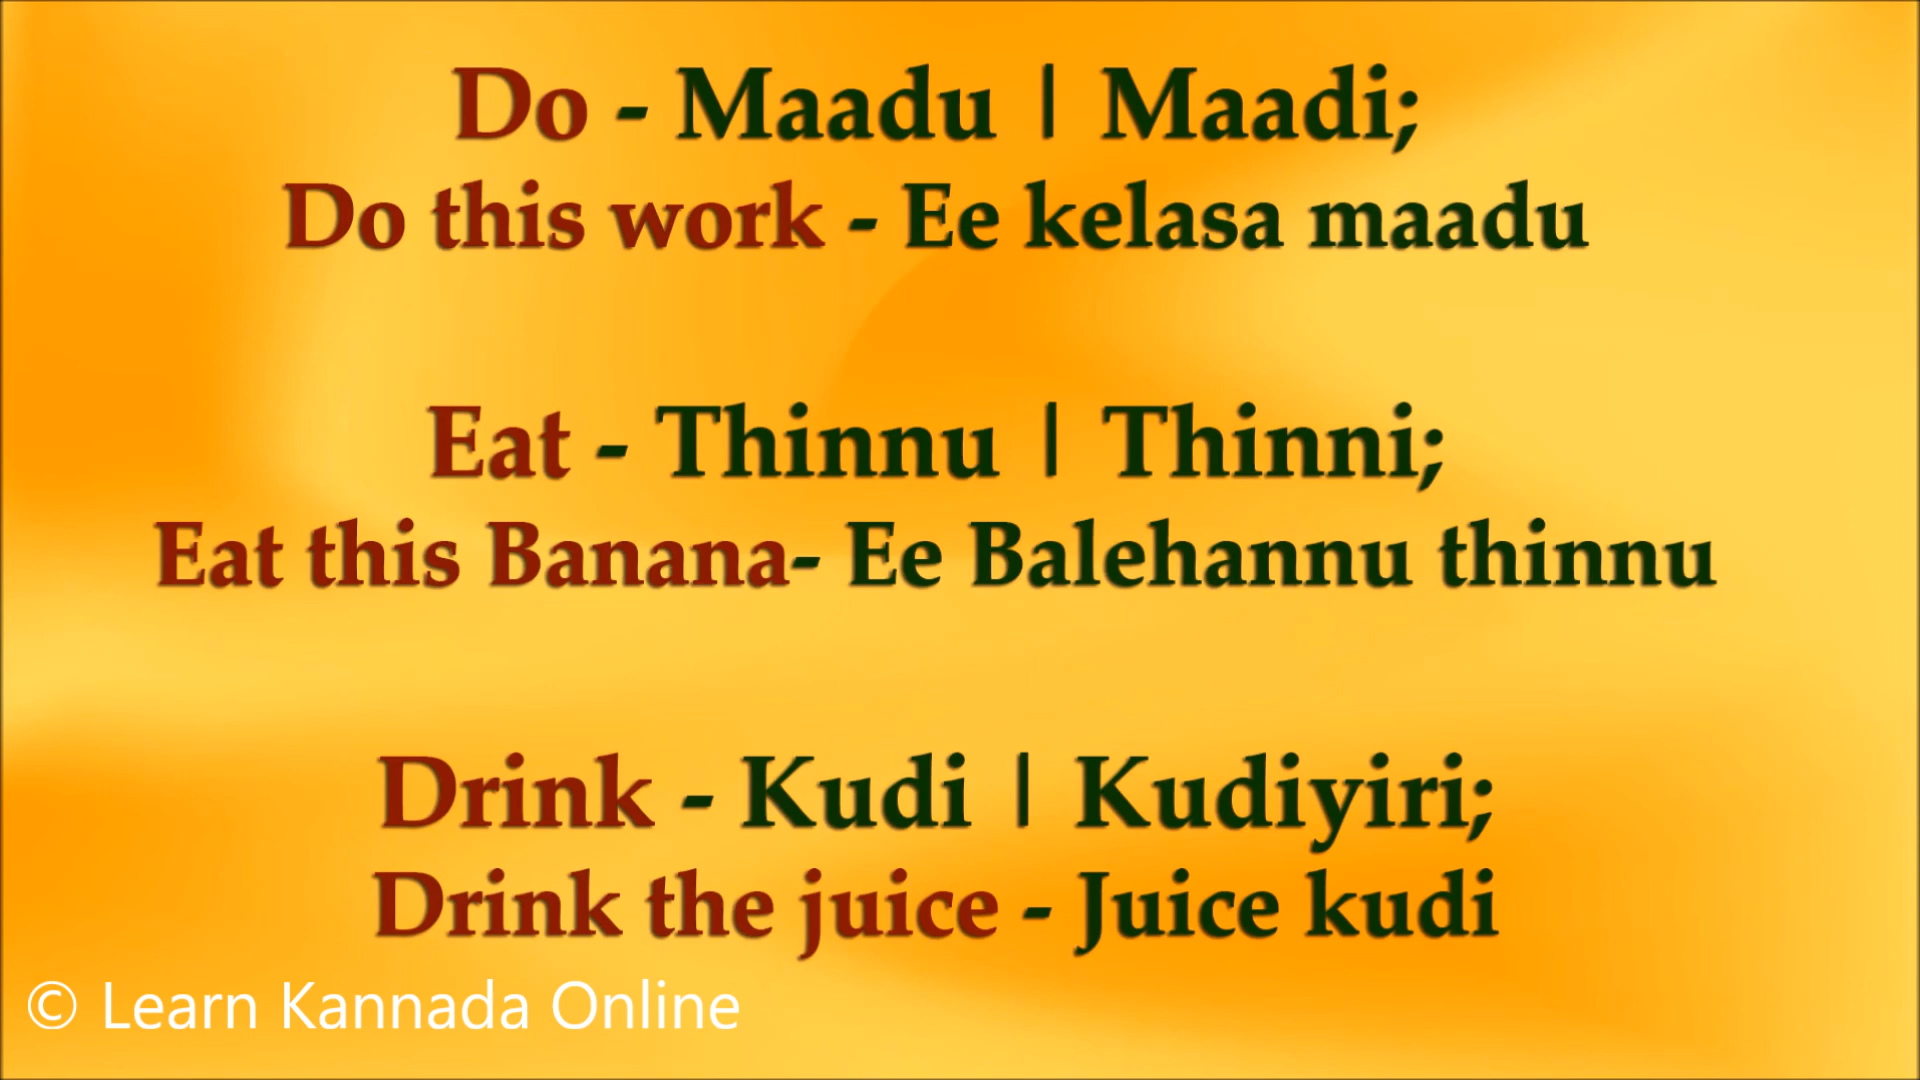 Do - Maadu | Maadi;
Do this work - Ee kelasa maadu
Eat - Thinnu | Thinni;
Eat this Banana- Ee Balehannu thinnu
Drink - Kudi | Kudiyiri;
Drink the juice - Juice kudi
© Learn Kannada Online